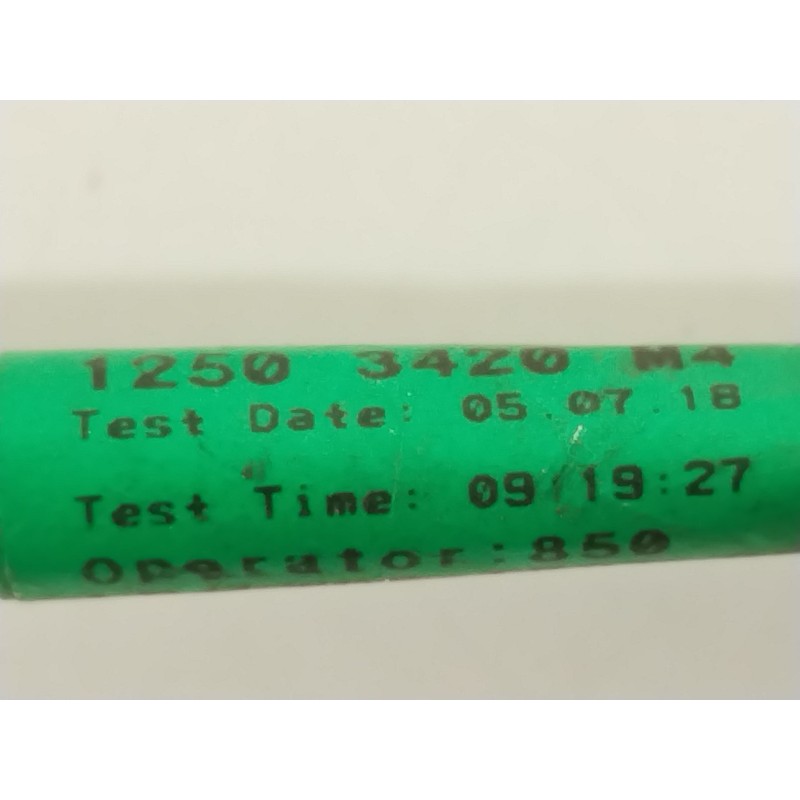 1250 3420 M4
Test Date: 05.07.18
Test Time: 09:19:27
Operator:850